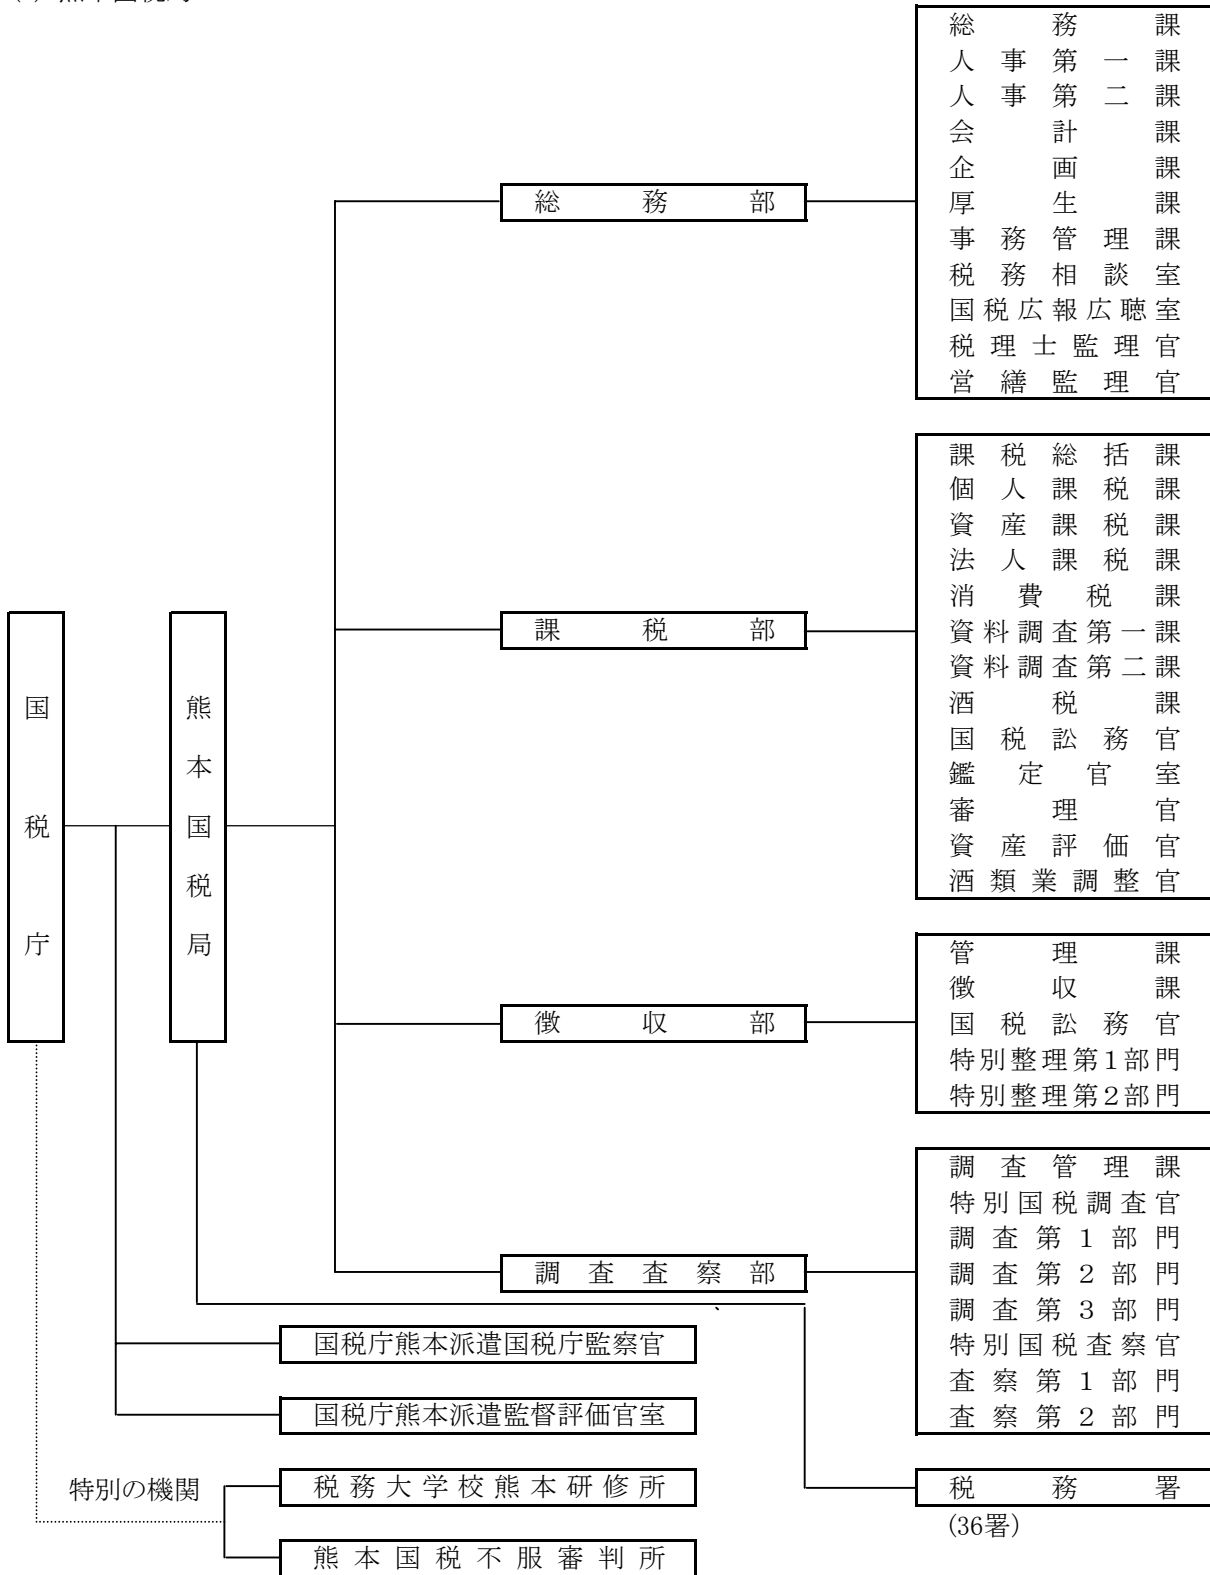 総務課
人事第一課
人事第二課
会計課
企画課
厚生課
事務管理課
税務相談室
国税広報広聴室
税理士監理官
営繕監理官
総務部
課税総括課
個人課税課
資産課税課
法人課税課
消費税課
資料調査第一課
資料調査第二課
酒税課
国税訟務官
鑑定官室
審理官
資産評価官
酒類業調整官
課税部
国税庁
熊本国税局
管理課
徴収課
国税訟務官
特別整理第1部門
特別整理第2部門
徴収部
調査管理課
特別国税調査官
調査第1部門
調査第2部門
調査第3部門
特別国税査察官
査察第1部門
査察第2部門
調査査察部
国税庁熊本派遣国税庁監察官
国税庁熊本派遣監督評価官室
特別の機関
税務大学校熊本研修所
熊本国税不服審判所
税務署
(36署)